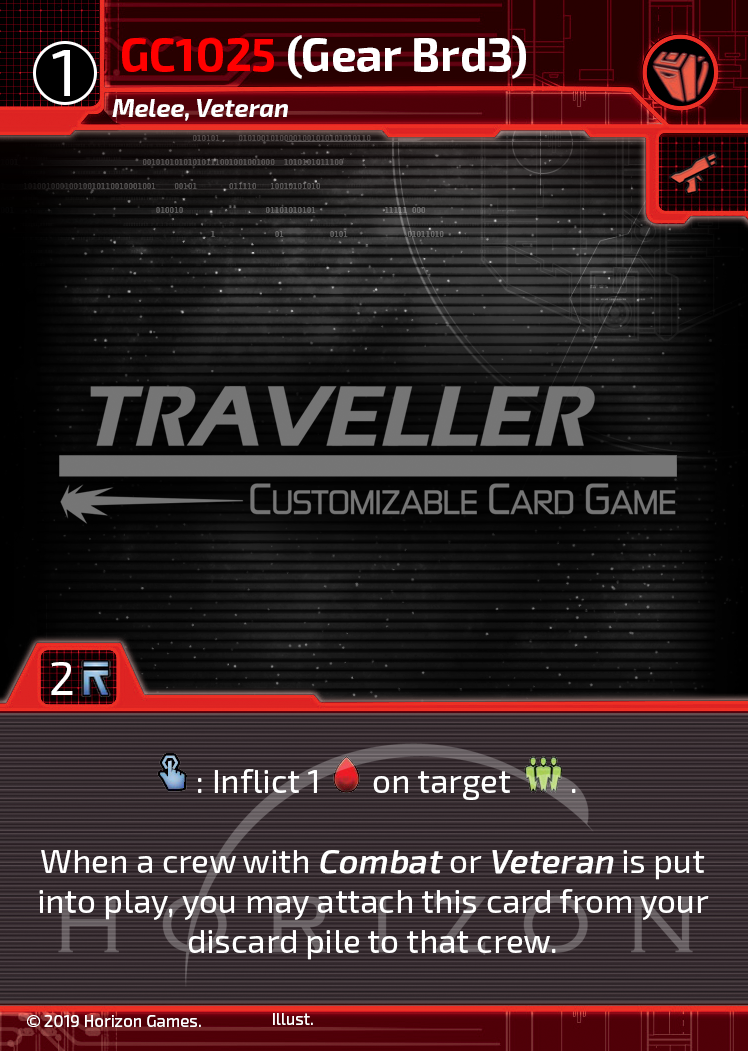 1
GC1025 (Gear Brd3)
Melee, Veteran
TRAVELLER
CUSTOMIZABLE CARD GAME
2
: Inflict 1 on target .
When a crew with Combat or Veteran is put
into play, you may attach this card from your
discard pile to that crew.
HORIZON
© 2019 Horizon Games.
Illust.